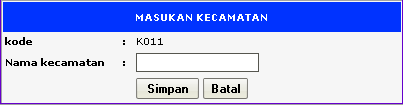 MASUKAN KECAMATAN
kode : K011
Nama kecamatan :
Simpan Batal